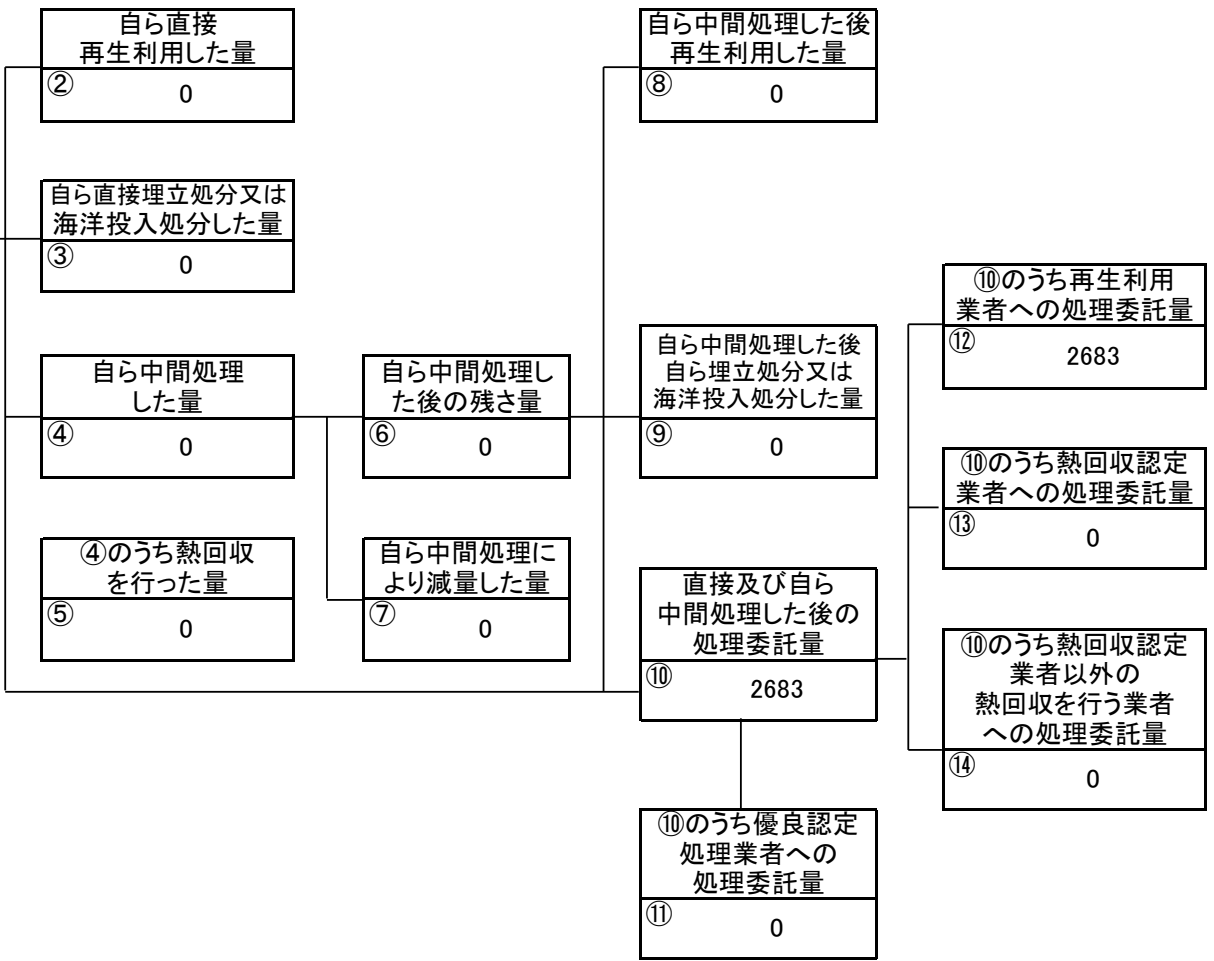 自ら直接
再生利用した量
②
0
自ら直接埋立処分又は
海洋投入処分した量
③
0
自ら中間処理
した量
④
0
④のうち熱回収
を行った量
⑤
0
自ら中間処理し
た後の残さ量
⑥
0
自ら中間処理に
より減量した量
⑦
0
自ら中間処理した後
再生利用した量
⑧
0
自ら中間処理した後
自ら埋立処分又は
海洋投入処分した量
⑨
0
直接及び自ら
中間処理した後の
処理委託量
⑩
2683
⑩のうち優良認定
処理業者への
処理委託量
⑪
0
⑩のうち再生利用
業者への処理委託量
⑫
2683
⑩のうち熱回収認定
業者への処理委託量
⑬
0
⑩のうち熱回収認定
業者以外の
熱回収を行う業者
への処理委託量
⑭
0